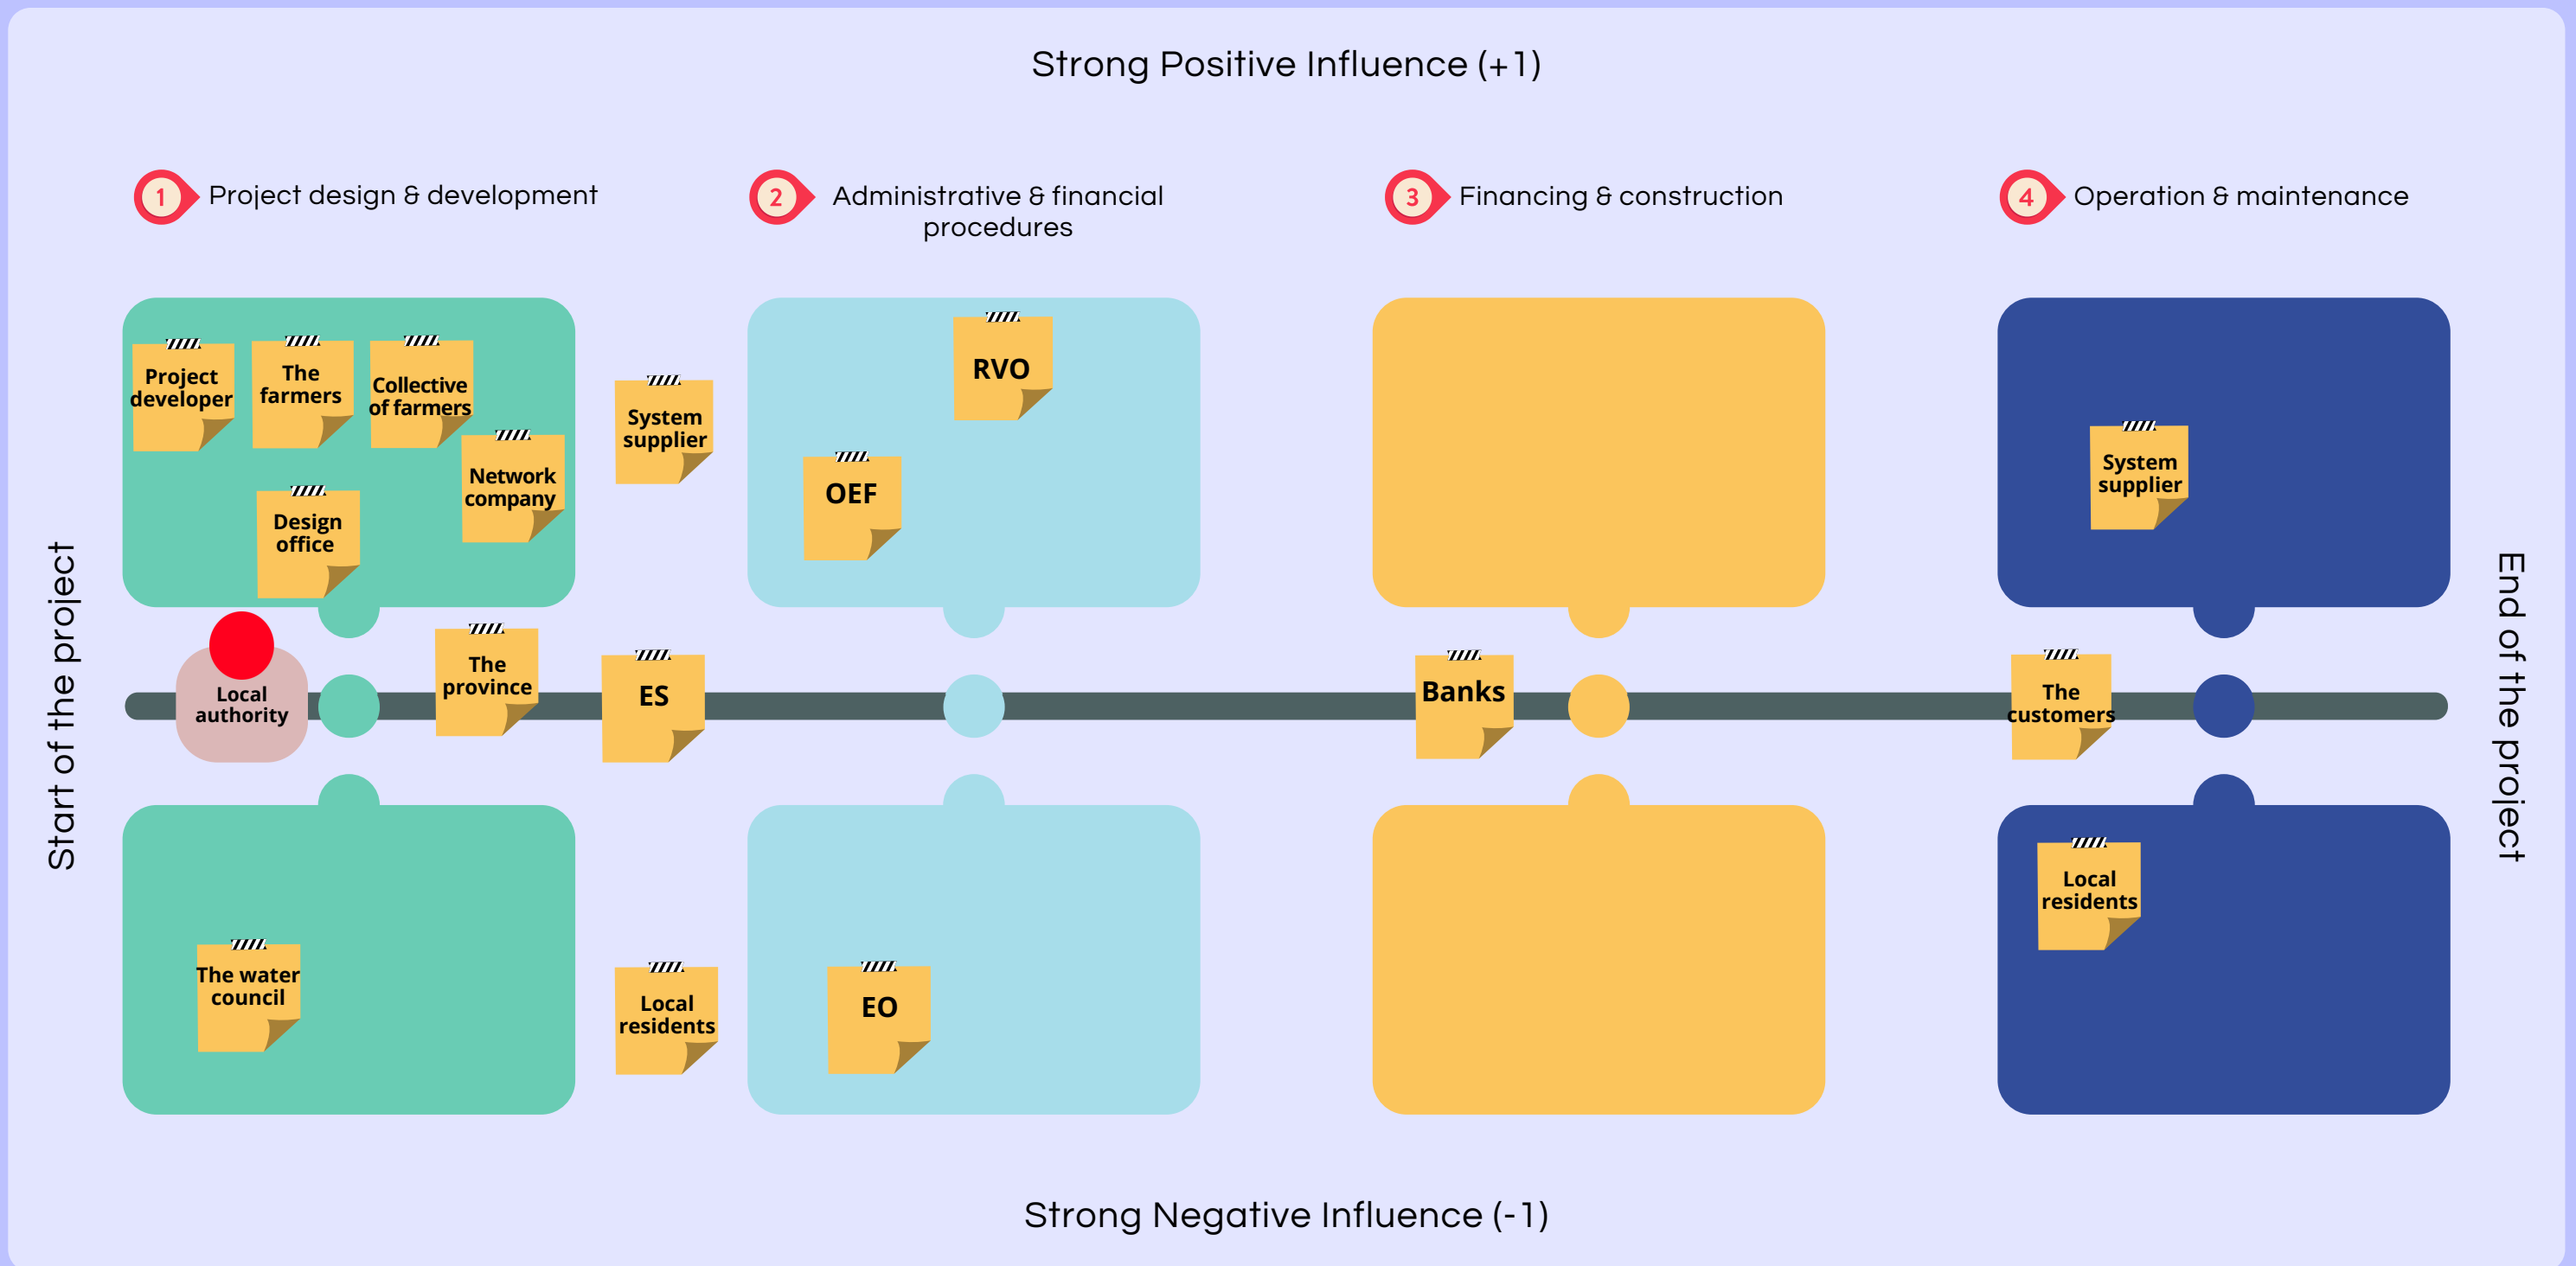 Strong Positive Influence (+1)
1
Project design & development
2
Administrative & financial
procedures
3
Financing & construction
4
Operation & maintenance
Start of the project
Project
developer
The
farmers
Collective
of farmers
Network
company
Design
office
System
supplier
RVO
OEF
System
supplier
Local
authority
The
province
ES
Banks
The
customers
End of the project
The water
council
Local
residents
EO
Local
residents
Strong Negative Influence (-1)